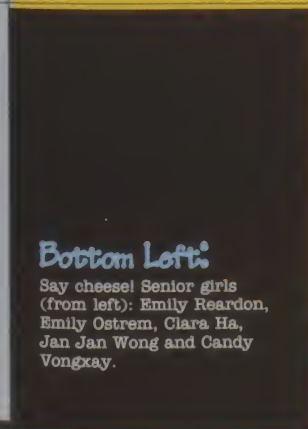 Bottom Left:
Say cheese! Senior girls
(from left): Emily Reardon,
Emily Ostrem, Clara Ha,
Jan Jan Wong and Candy
Vongxay.